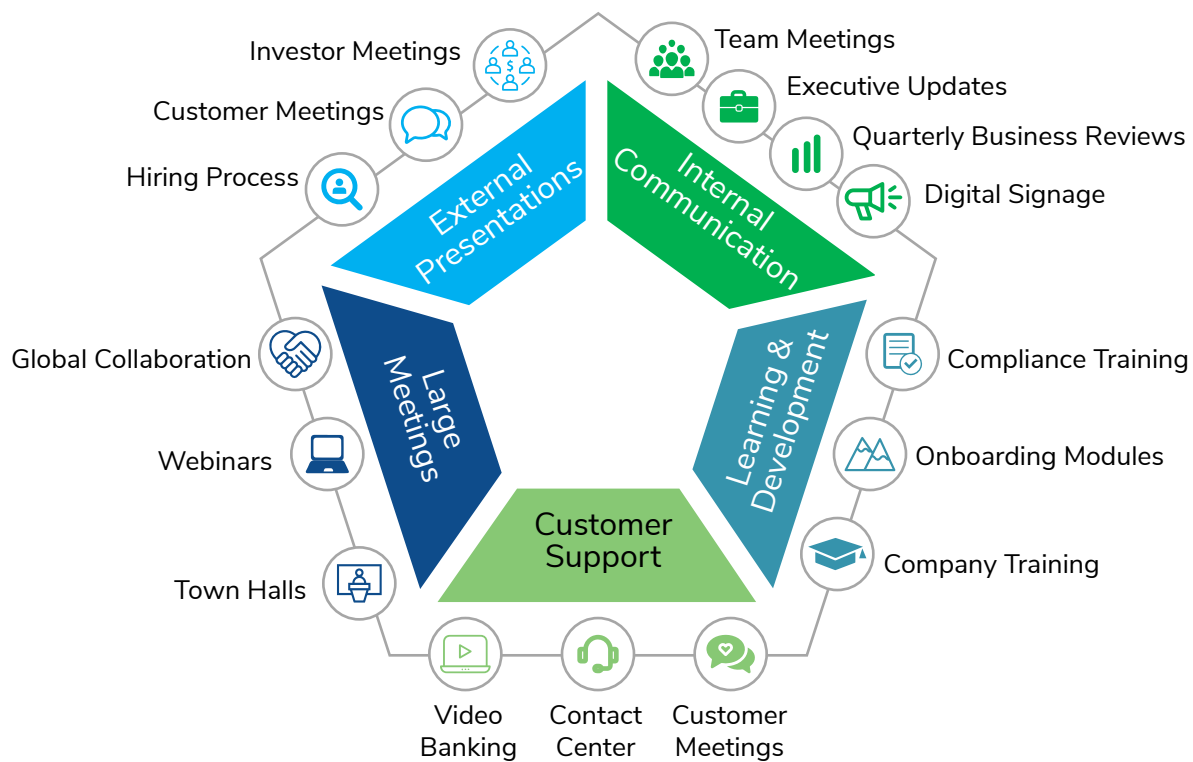 Investor Meetings
Customer Meetings
Hiring Process
External
Presentations
Team Meetings
Executive Updates
Quarterly Business Reviews
Digital Signage
Internal
Communication
Global Collaboration
Webinars
Town Halls
Large
Meetings
Learning &
Development
Compliance Training
Onboarding Modules
Company Training
Customer
Support
Video
Banking
Contact
Center
Customer
Meetings
$